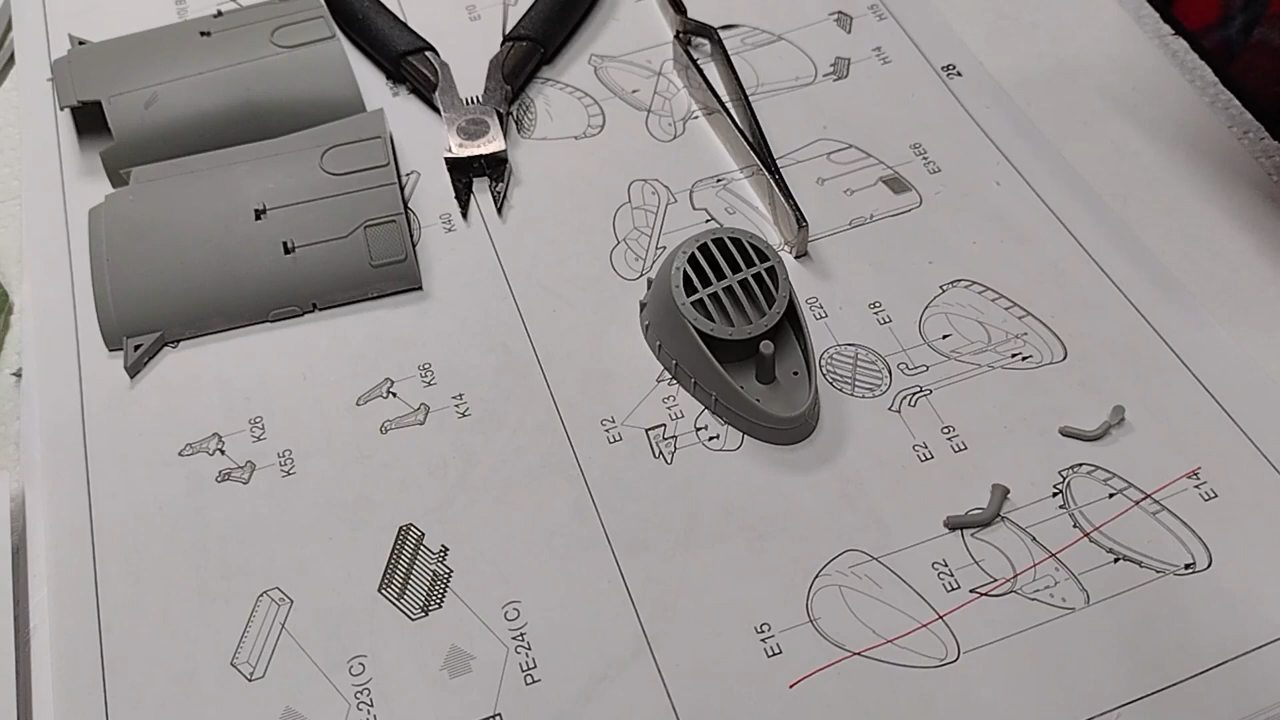 E10
H15
H14
28
E3+E6
K40
E20
E18
K56
K14
E13
E12
K26
K55
E2
E19
E14
E22
E15
PE-24(C)
E-23(C)